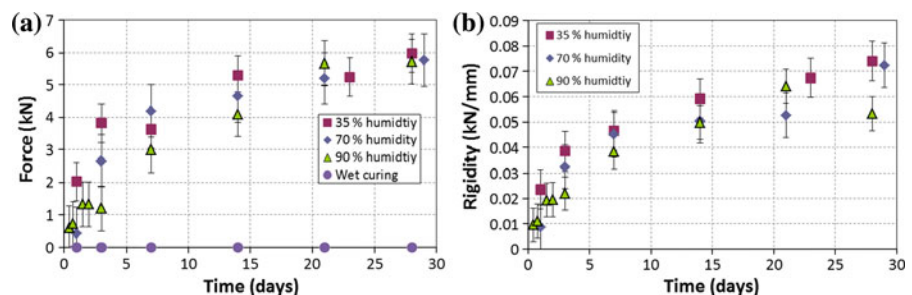 (a)
Force (kN)
7
6
5
4
3
2
1
0
35 % humidtiy
70 % humidity
90 % humidtiy
Wet curing
0 5 10 15 20 25 30
Time (days)
(b)
Rigidity (kN/mm)
0.09
0.08
0.07
0.06
0.05
0.04
0.03
0.02
0.01
0
35 % humidtiy
70 % humidity
90 % humidtiy
0 5 10 15 20 25 30
Time (days)